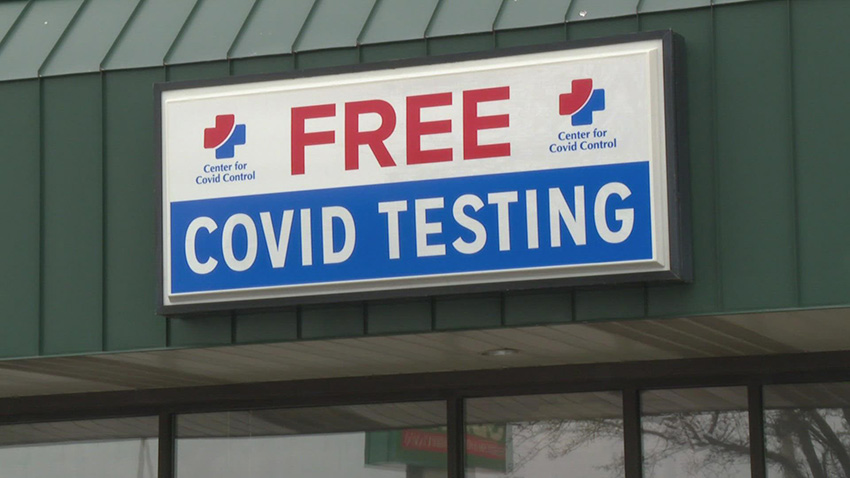 FREE
Center for
Covid Control
Center for
Covid Control
COVID TESTING